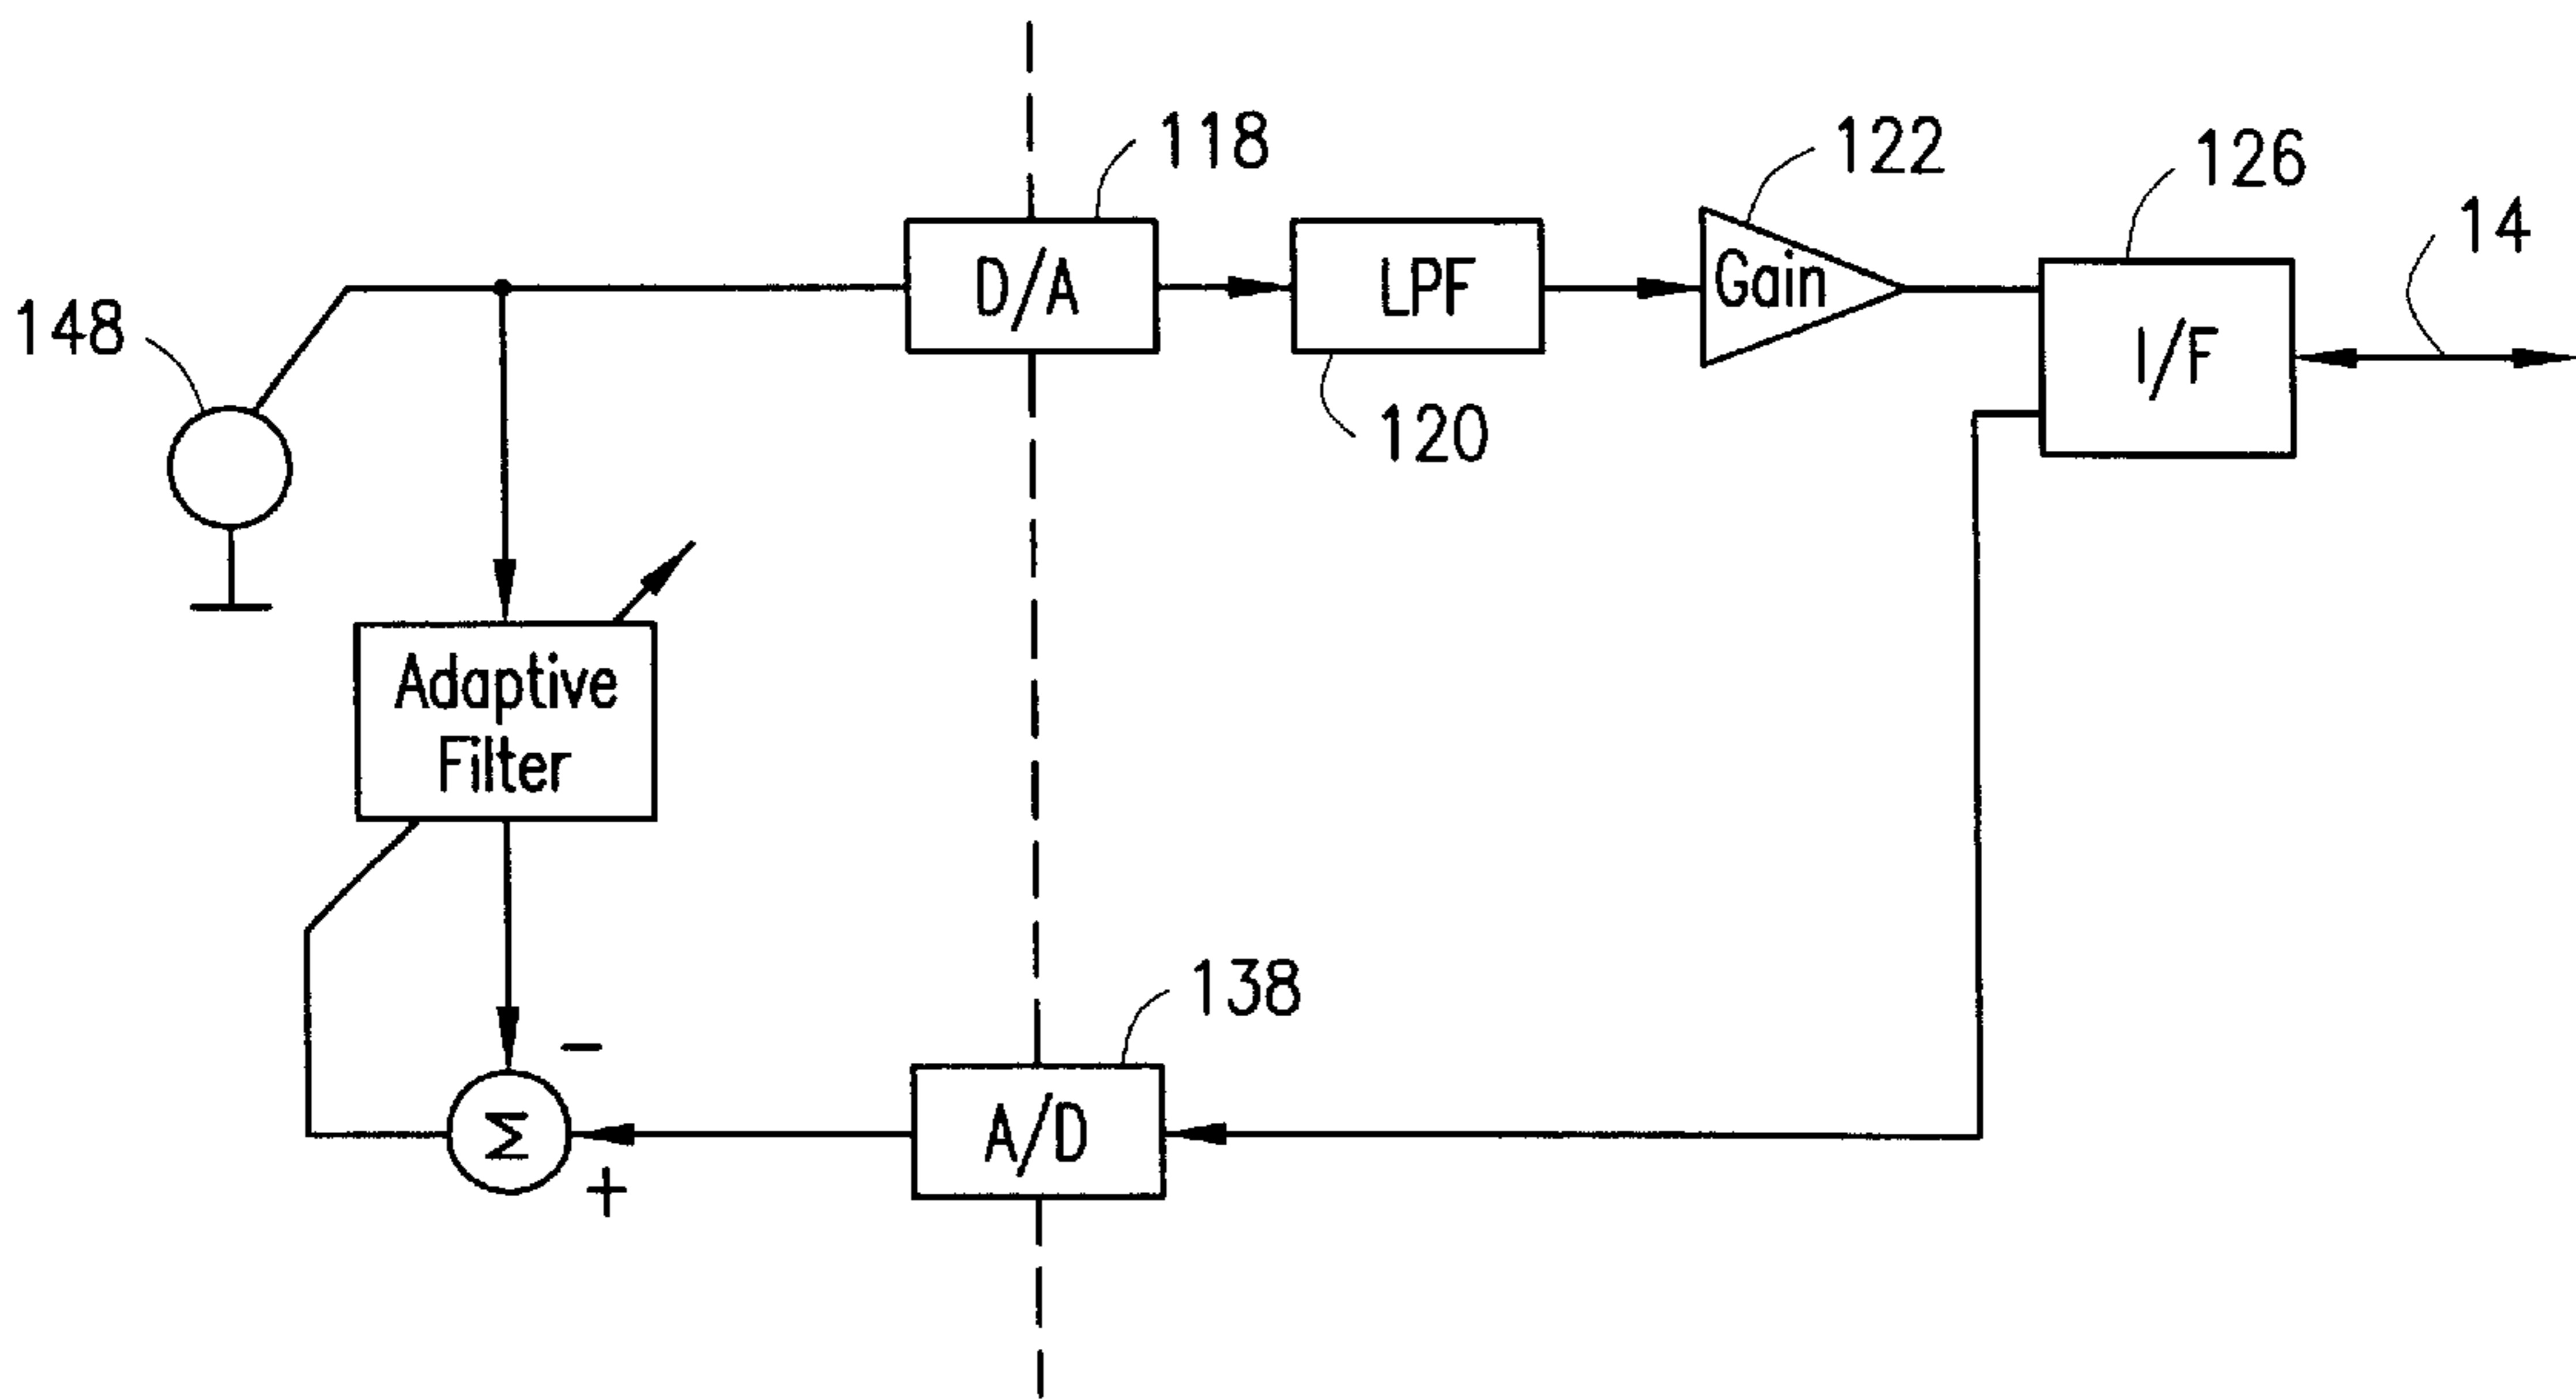 118
122
126
14
D/A
LPF
Gain
I/F
148
120
Adaptive
Filter
138
-
Σ
+
A/D